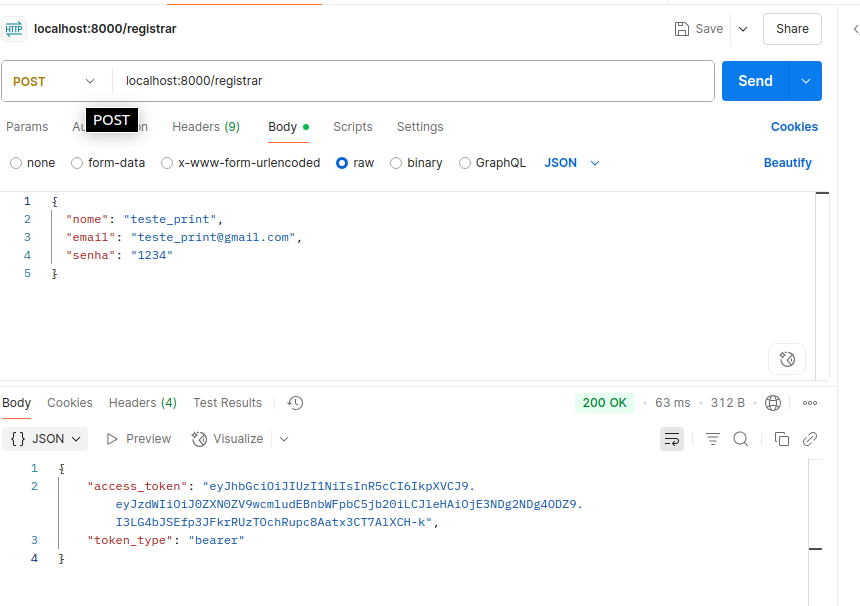 HTTP localhost:8000/registrar Save Share
POST localhost:8000/registrar Send
POST
Params Au n Headers (9) Body Scripts Settings Cookies
none form-data x-www-form-urlencoded raw binary GraphQL JSON Beautify
1 {
2 "nome": "teste_print",
3 "email": "teste_print@gmail.com",
4 "senha": "1234"
5 }
Body Cookies Headers (4) Test Results 200 OK • 63 ms • 312 B
{} JSON Preview Visualize
1 {
2 "access_token": "eyJhbGciOiJIUzI1NiIsInR5cCI6IkpXVCJ9.
eyJzdWIiOiJ0ZXN0ZV9wcmludEBnbWFpbC5jb20iLCJleHAiOjE3NDg2NDg4ODZ9.
I3LG4bJSEfp3JFkrRUzTOchRupc8Aatx3CT7AlXCH-k",
3 "token_type": "bearer"
4 }